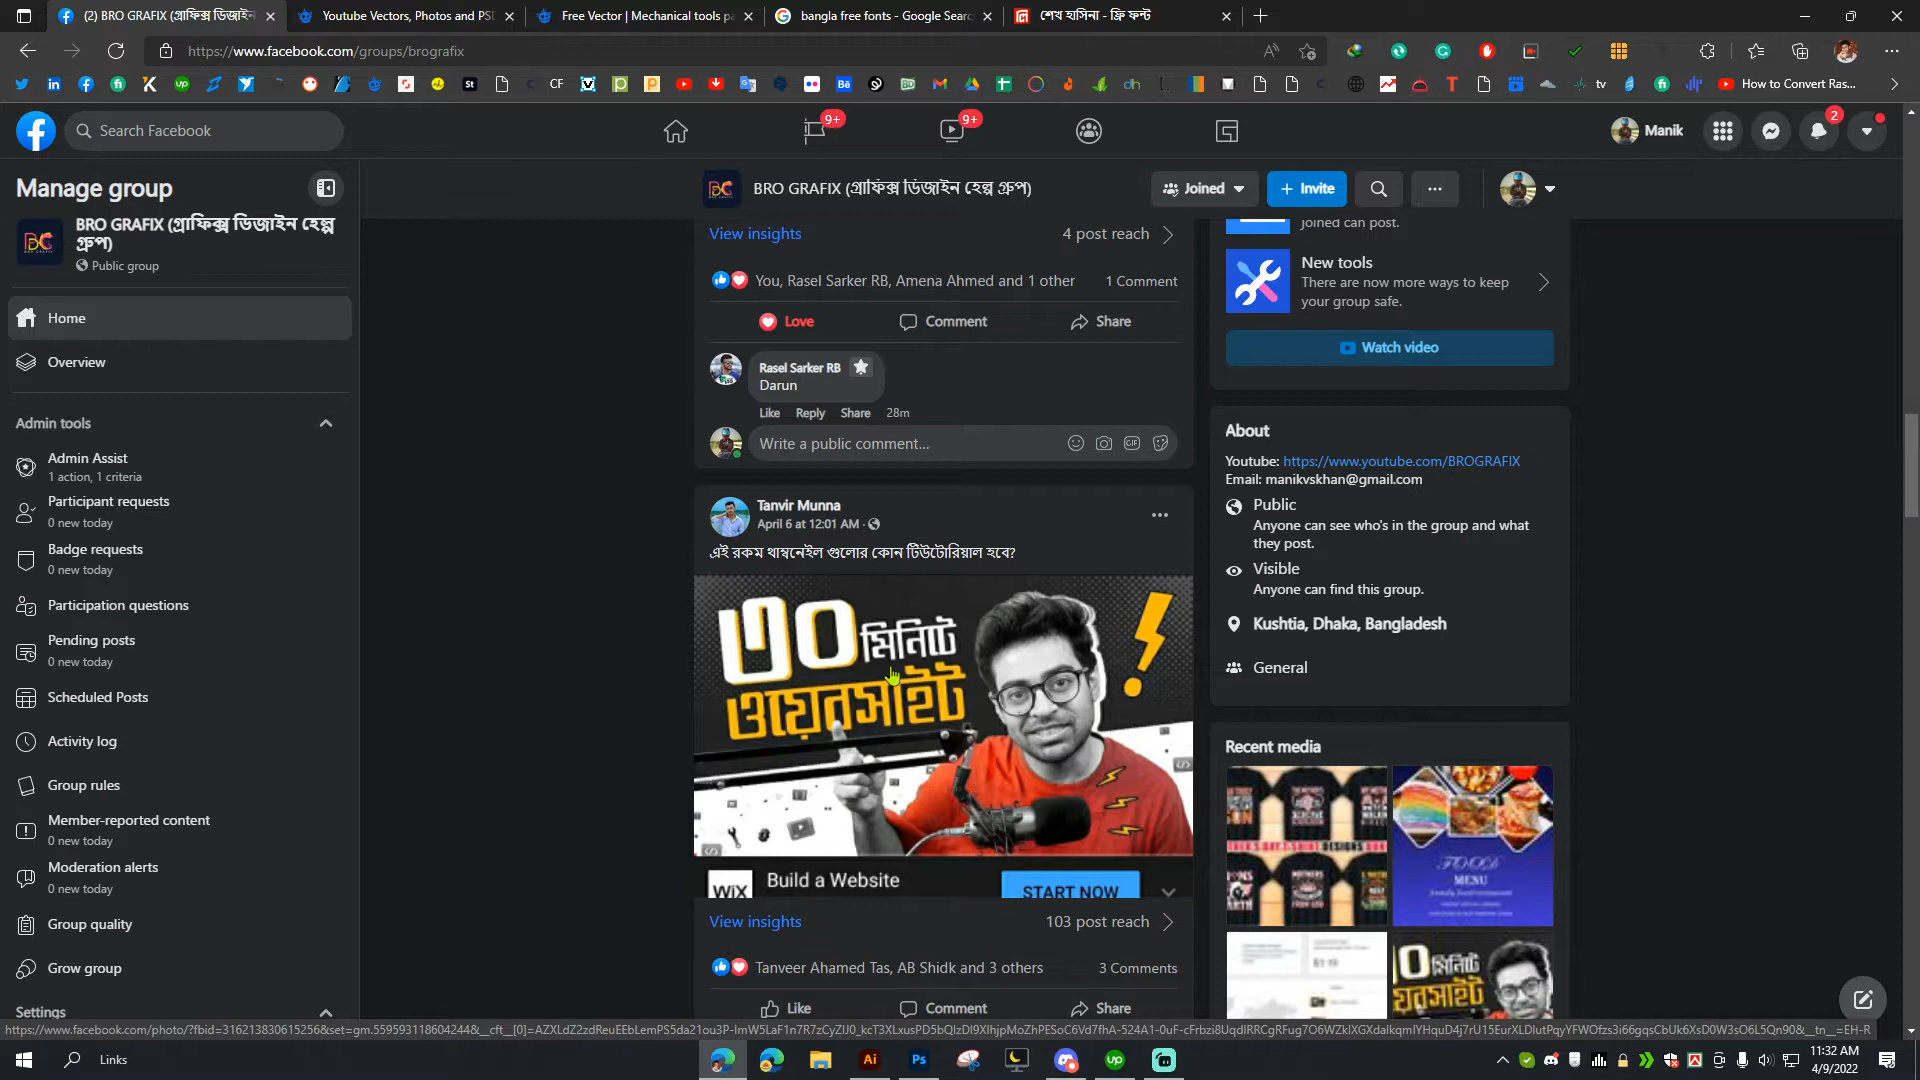 (2) BRO GRAFIX (গ্রাফিক্স ডিজাইন
Youtube Vectors, Photos and PSD
Free Vector | Mechanical tools pa
bangla free fonts - Google Searc
শেখ হাসিনা - ফ্রি ফন্ট
https://www.facebook.com/groups/brografix
CF
How to Convert Ras...
Search Facebook
9+
9+
Manik
2
Manage group
BRO GRAFIX (গ্রাফিক্স ডিজাইন হেল্প গ্রুপ)
Joined
Invite
BRO GRAFIX (গ্রাফিক্স ডিজাইন হেল্প
গ্রুপ)
Public group
Home
Overview
Admin tools
Admin Assist
1 action, 1 criteria
Participant requests
0 new today
Badge requests
0 new today
Participation questions
Pending posts
0 new today
Scheduled Posts
Activity log
Group rules
Member-reported content
0 new today
Moderation alerts
0 new today
Group quality
Grow group
Settings
View insights
4 post reach
You, Rasel Sarker RB, Amena Ahmed and 1 other
1 Comment
Love
Comment
Share
Rasel Sarker RB
Darun
Like Reply Share 28m
Write a public comment...
GIF
Tanvir Munna
April 6 at 12:01 AM
এই রকম থাম্বনেইল গুলোর কোন টিউটোরিয়াল হবে?
৩০ মিনিটে
ওয়েবসাইট
WiX
Build a Website
START NOW
View insights
103 post reach
Tanveer Ahamed Tas, AB Shidk and 3 others
3 Comments
Like
Comment
Share
joined can post.
New tools
There are now more ways to keep
your group safe.
Watch video
About
Youtube: https://www.youtube.com/BROGRAFIX
Email: manikvskhan@gmail.com
Public
Anyone can see who's in the group and what
they post.
Visible
Anyone can find this group.
Kushtia, Dhaka, Bangladesh
General
Recent media
FOOD
MENU
Links
11:32 AM
4/9/2022